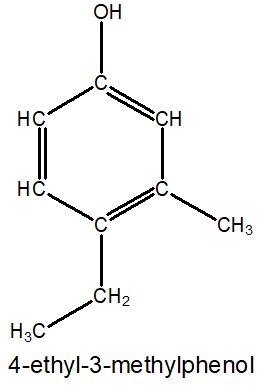 OH
C
HC CH
HC C
C CH3
CH2
H3C
4-ethyl-3-methylphenol